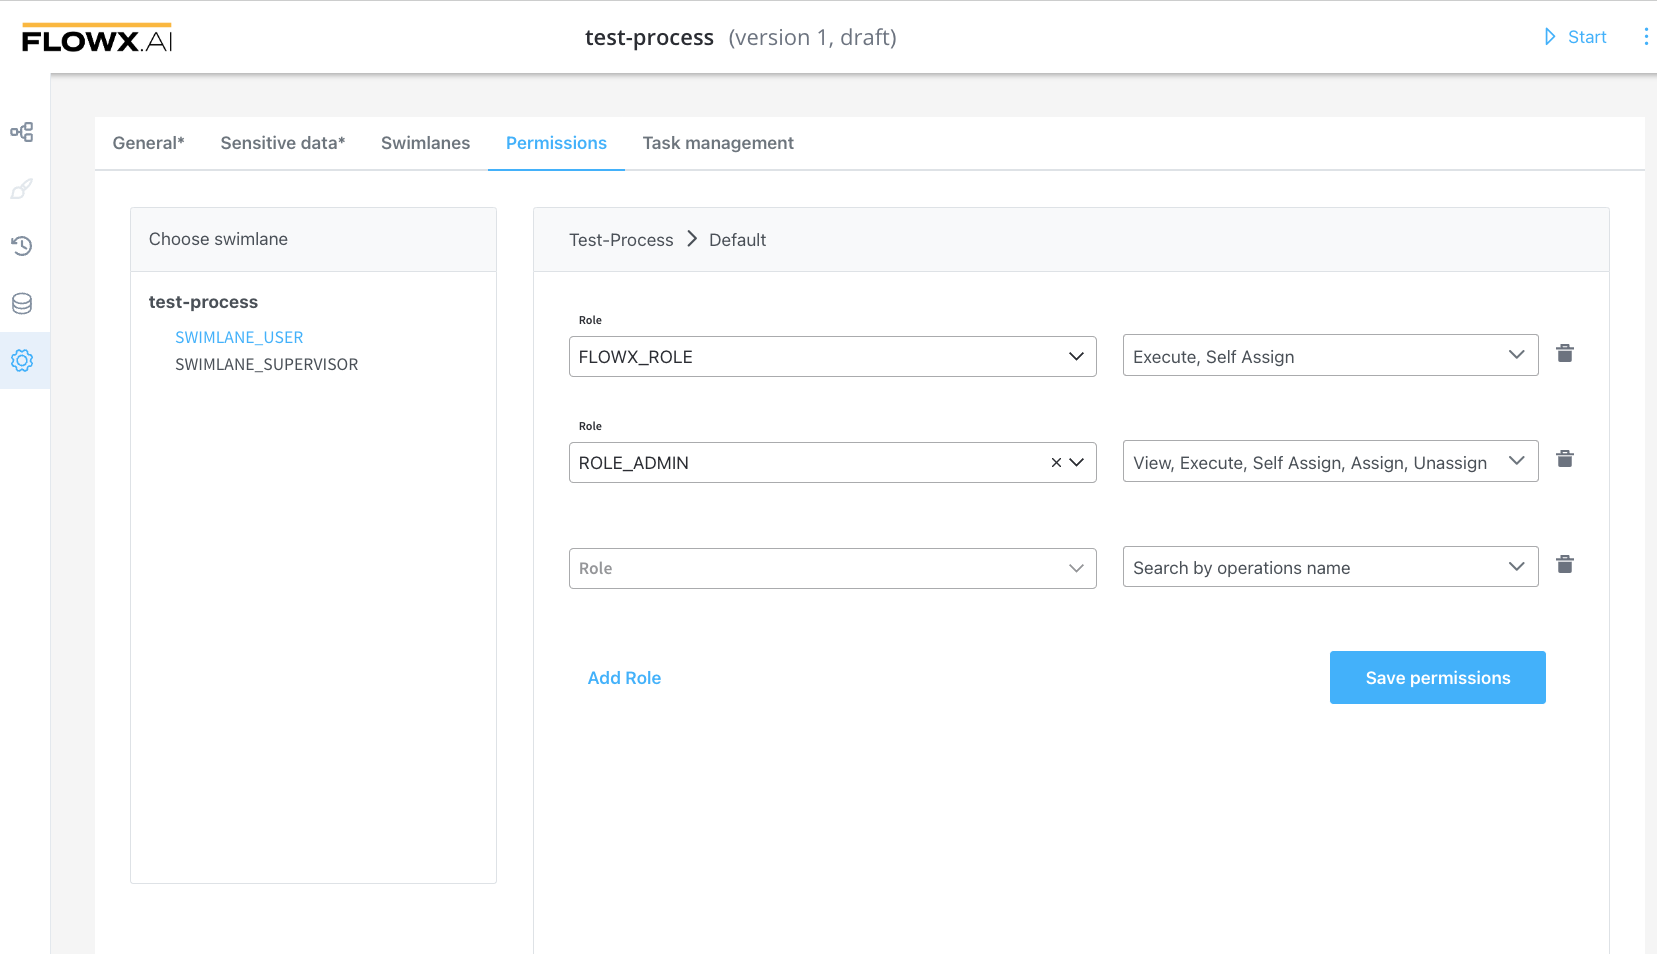 FLOWX.AI
test-process (version 1, draft)
Start
General* Sensitive data* Swimlanes Permissions Task management
Choose swimlane
test-process
SWIMLANE_USER
SWIMLANE_SUPERVISOR
Test-Process > Default
Role
FLOWX_ROLE
Execute, Self Assign
Role
ROLE_ADMIN
View, Execute, Self Assign, Assign, Unassign
Role
Search by operations name
Add Role
Save permissions